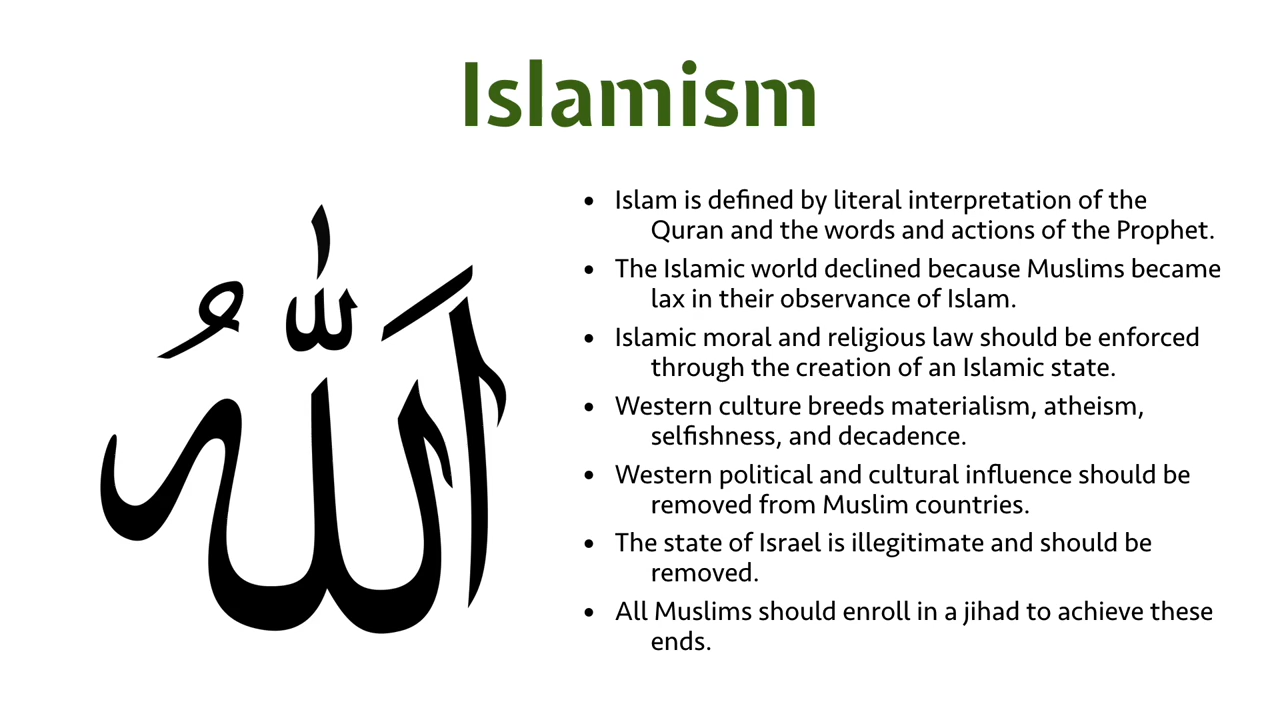 Islamism
الله
• Islam is defined by literal interpretation of the
Quran and the words and actions of the Prophet.
• The Islamic world declined because Muslims became
lax in their observance of Islam.
• Islamic moral and religious law should be enforced
through the creation of an Islamic state.
• Western culture breeds materialism, atheism,
selfishness, and decadence.
• Western political and cultural influence should be
removed from Muslim countries.
• The state of Israel is illegitimate and should be
removed.
• All Muslims should enroll in a jihad to achieve these
ends.